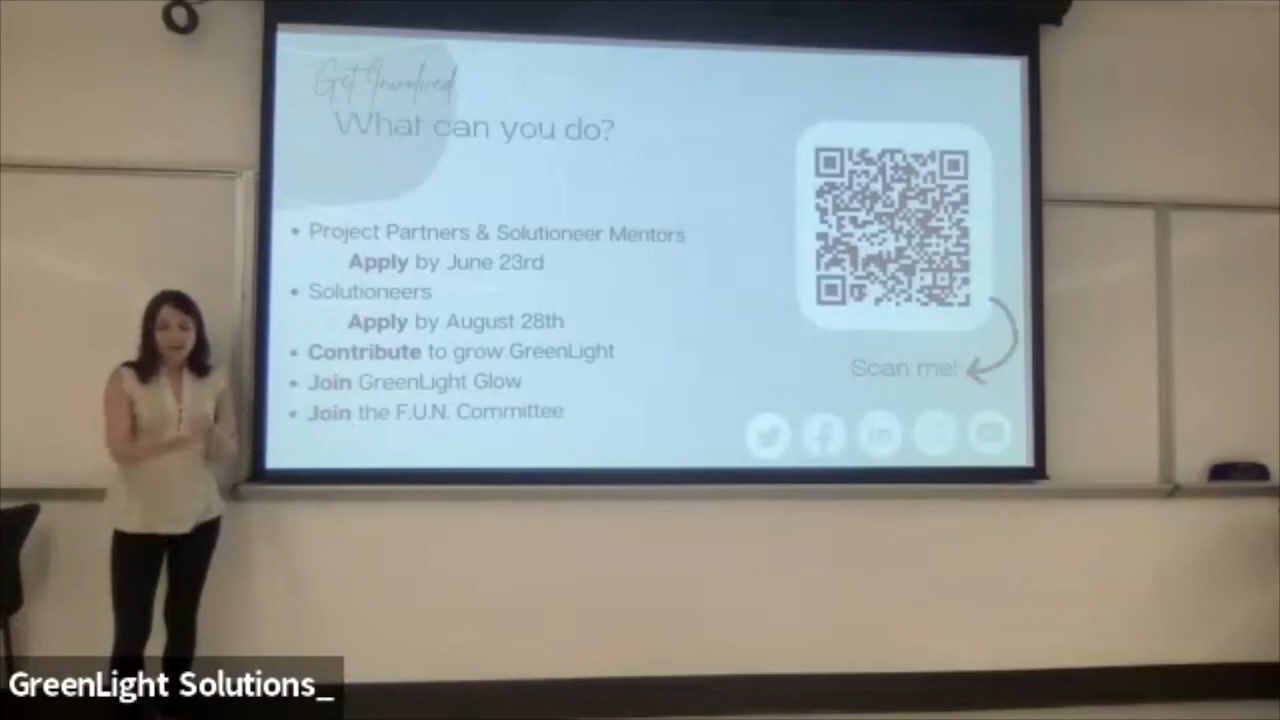 Get Involved
What can you do?
• Project Partners & Solutioneer Mentors
Apply by June 23rd
• Solutioneers
Apply by August 28th
• Contribute to grow GreenLight
• Join GreenLight Glow
• Join the F.U.N. Committee
Scan me!
GreenLight Solutions_